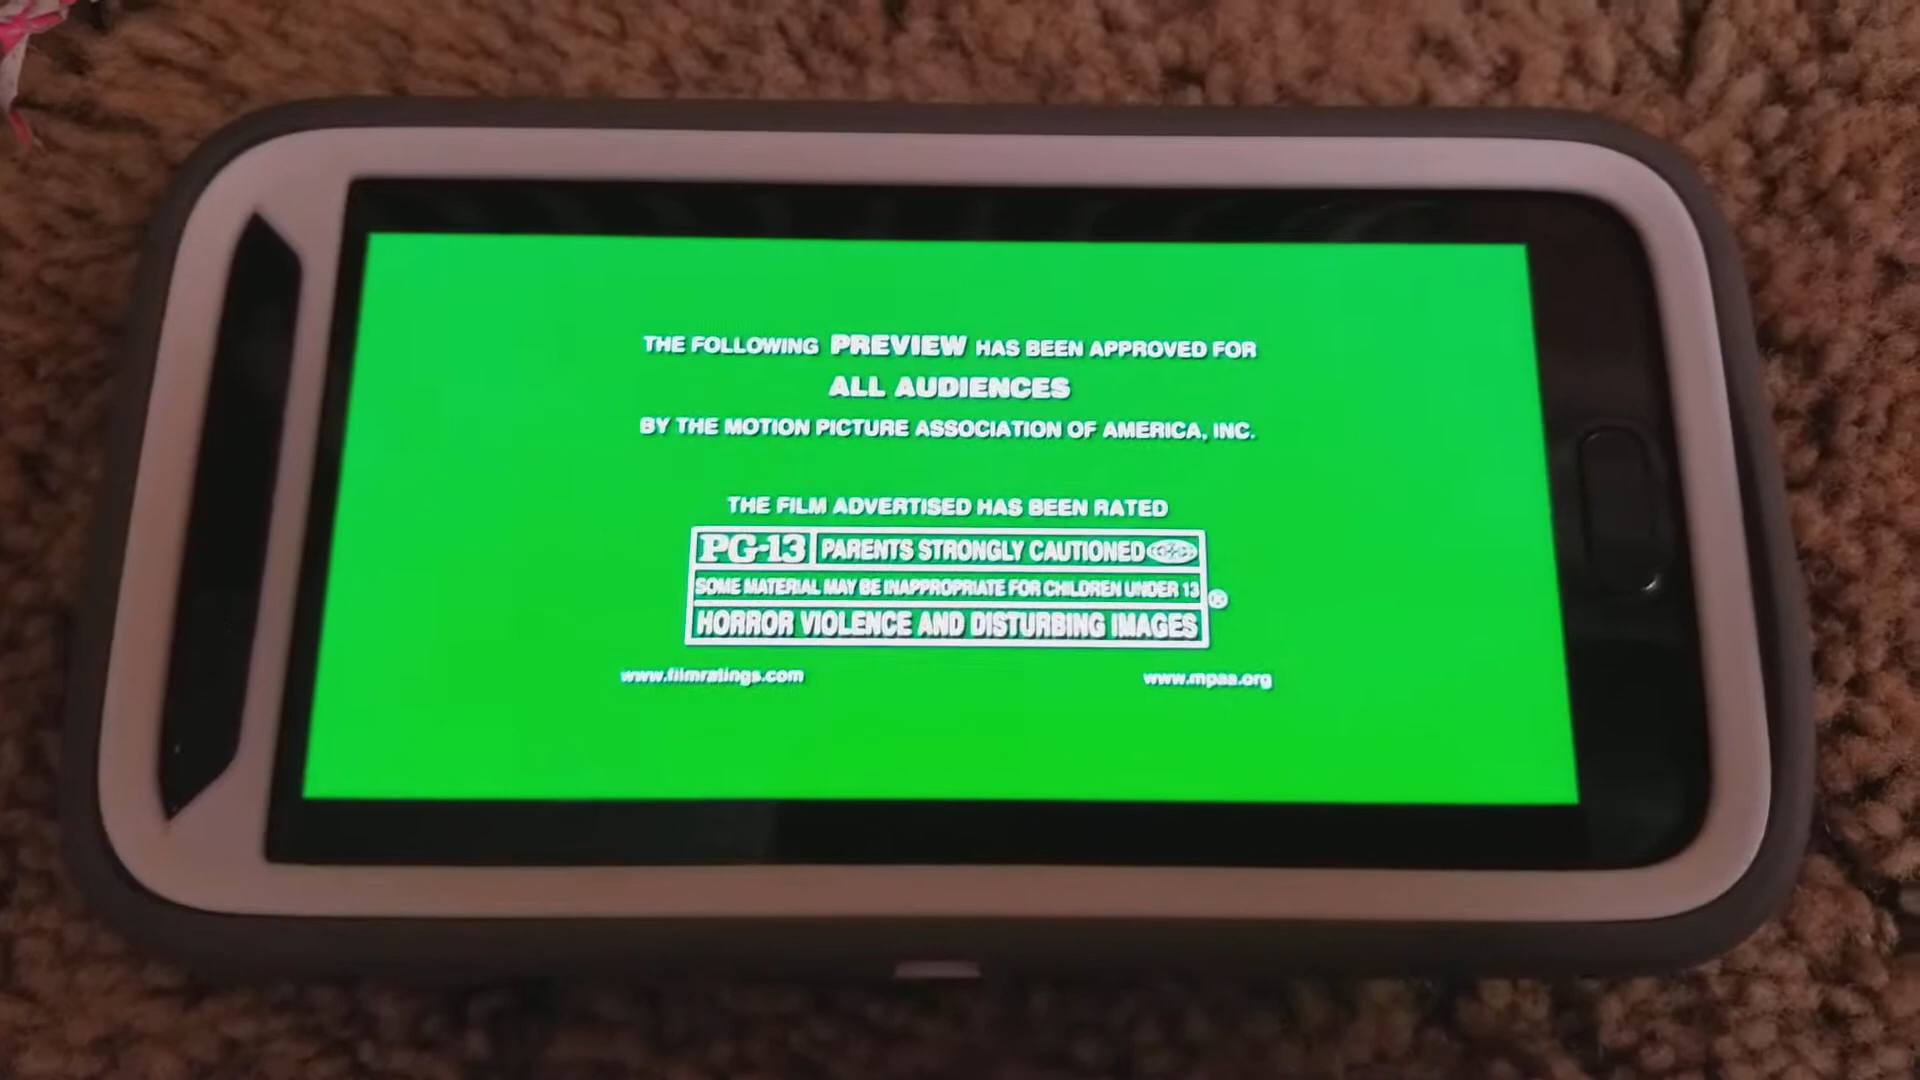 THE FOLLOWING PREVIEW HAS BEEN APPROVED FOR
ALL AUDIENCES
BY THE MOTION PICTURE ASSOCIATION OF AMERICA, INC.
THE FILM ADVERTISED HAS BEEN RATED
PG-13 PARENTS STRONGLY CAUTIONED
SOME MATERIAL MAY BE INAPPROPRIATE FOR CHILDREN UNDER 13
HORROR VIOLENCE AND DISTURBING IMAGES ®
www.filmratings.com www.mpaa.org